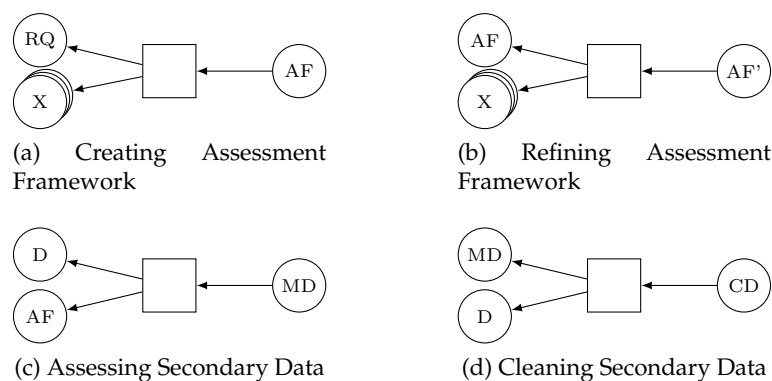 RQ
X
AF
(a) Creating Assessment
Framework
AF
X
AF'
(b) Refining Assessment
Framework
D
AF
MD
(c) Assessing Secondary Data
MD
D
CD
(d) Cleaning Secondary Data